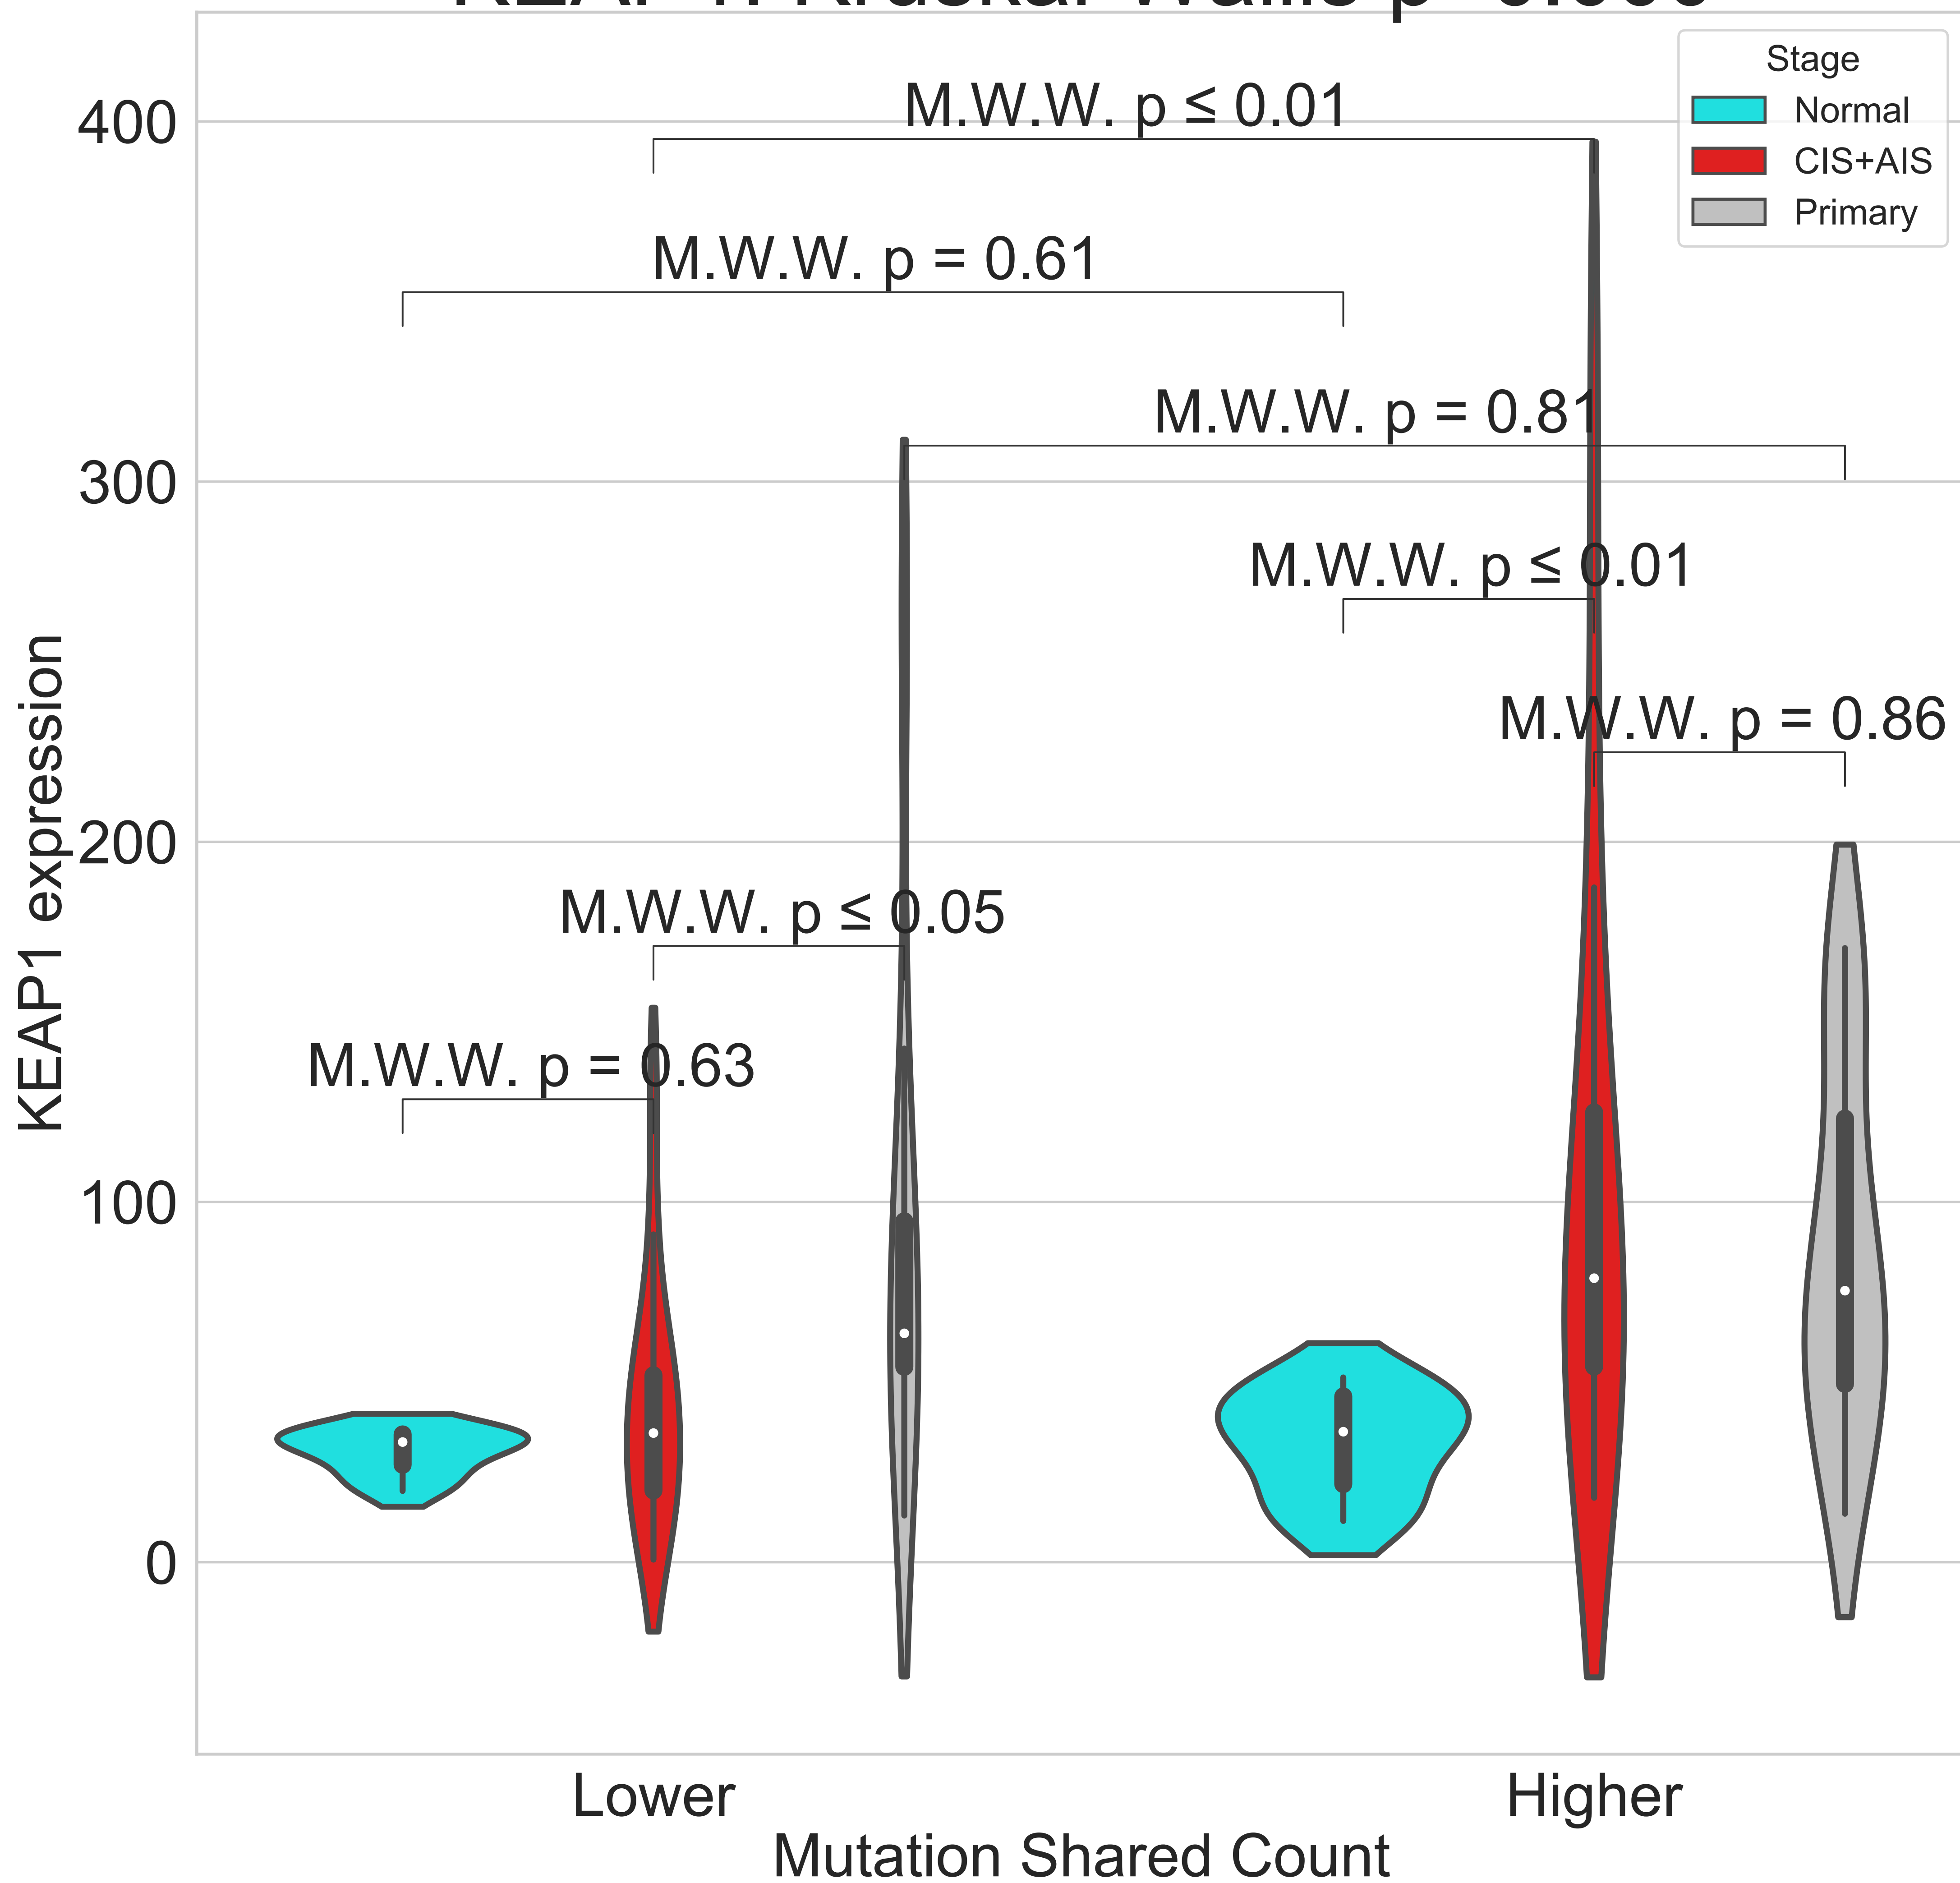 Stage
Normal
CIS+AIS
Primary
M.W.W. p ≤ 0.01
M.W.W. p = 0.61
M.W.W. p = 0.81
M.W.W. p ≤ 0.01
M.W.W. p = 0.86
M.W.W. p ≤ 0.05
M.W.W. p = 0.63
KEAP1 expression
400
300
200
100
0
Lower
Higher
Mutation Shared Count